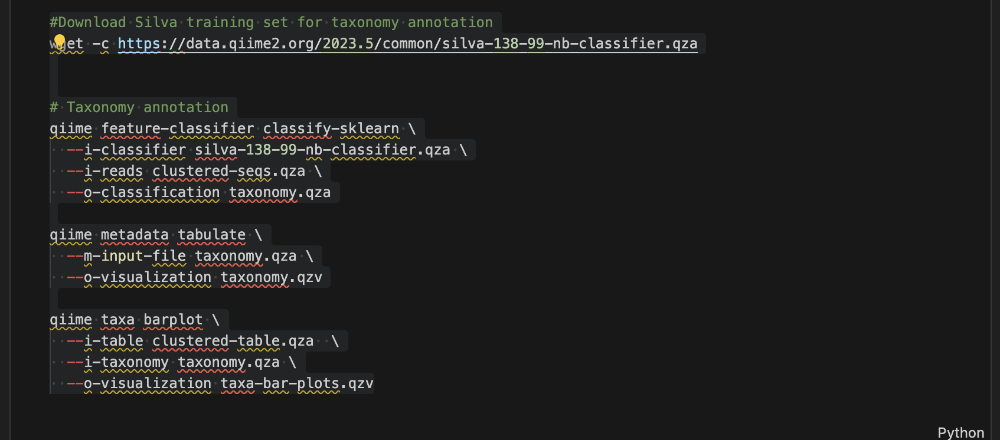 #Download Silva training set for taxonomy annotation
wget -c https://data.qiime2.org/2023.5/common/silva-138-99-nb-classifier.qza
# Taxonomy annotation
qiime feature-classifier classify-sklearn \
--i-classifier silva-138-99-nb-classifier.qza \
--i-reads clustered-seqs.qza \
--o-classification taxonomy.qza
qiime metadata tabulate \
--m-input-file taxonomy.qza \
--o-visualization taxonomy.qzv
qiime taxa barplot \
--i-table clustered-table.qza  \
--i-taxonomy taxonomy.qza \
--o-visualization taxa-bar-plots.qzv
Python